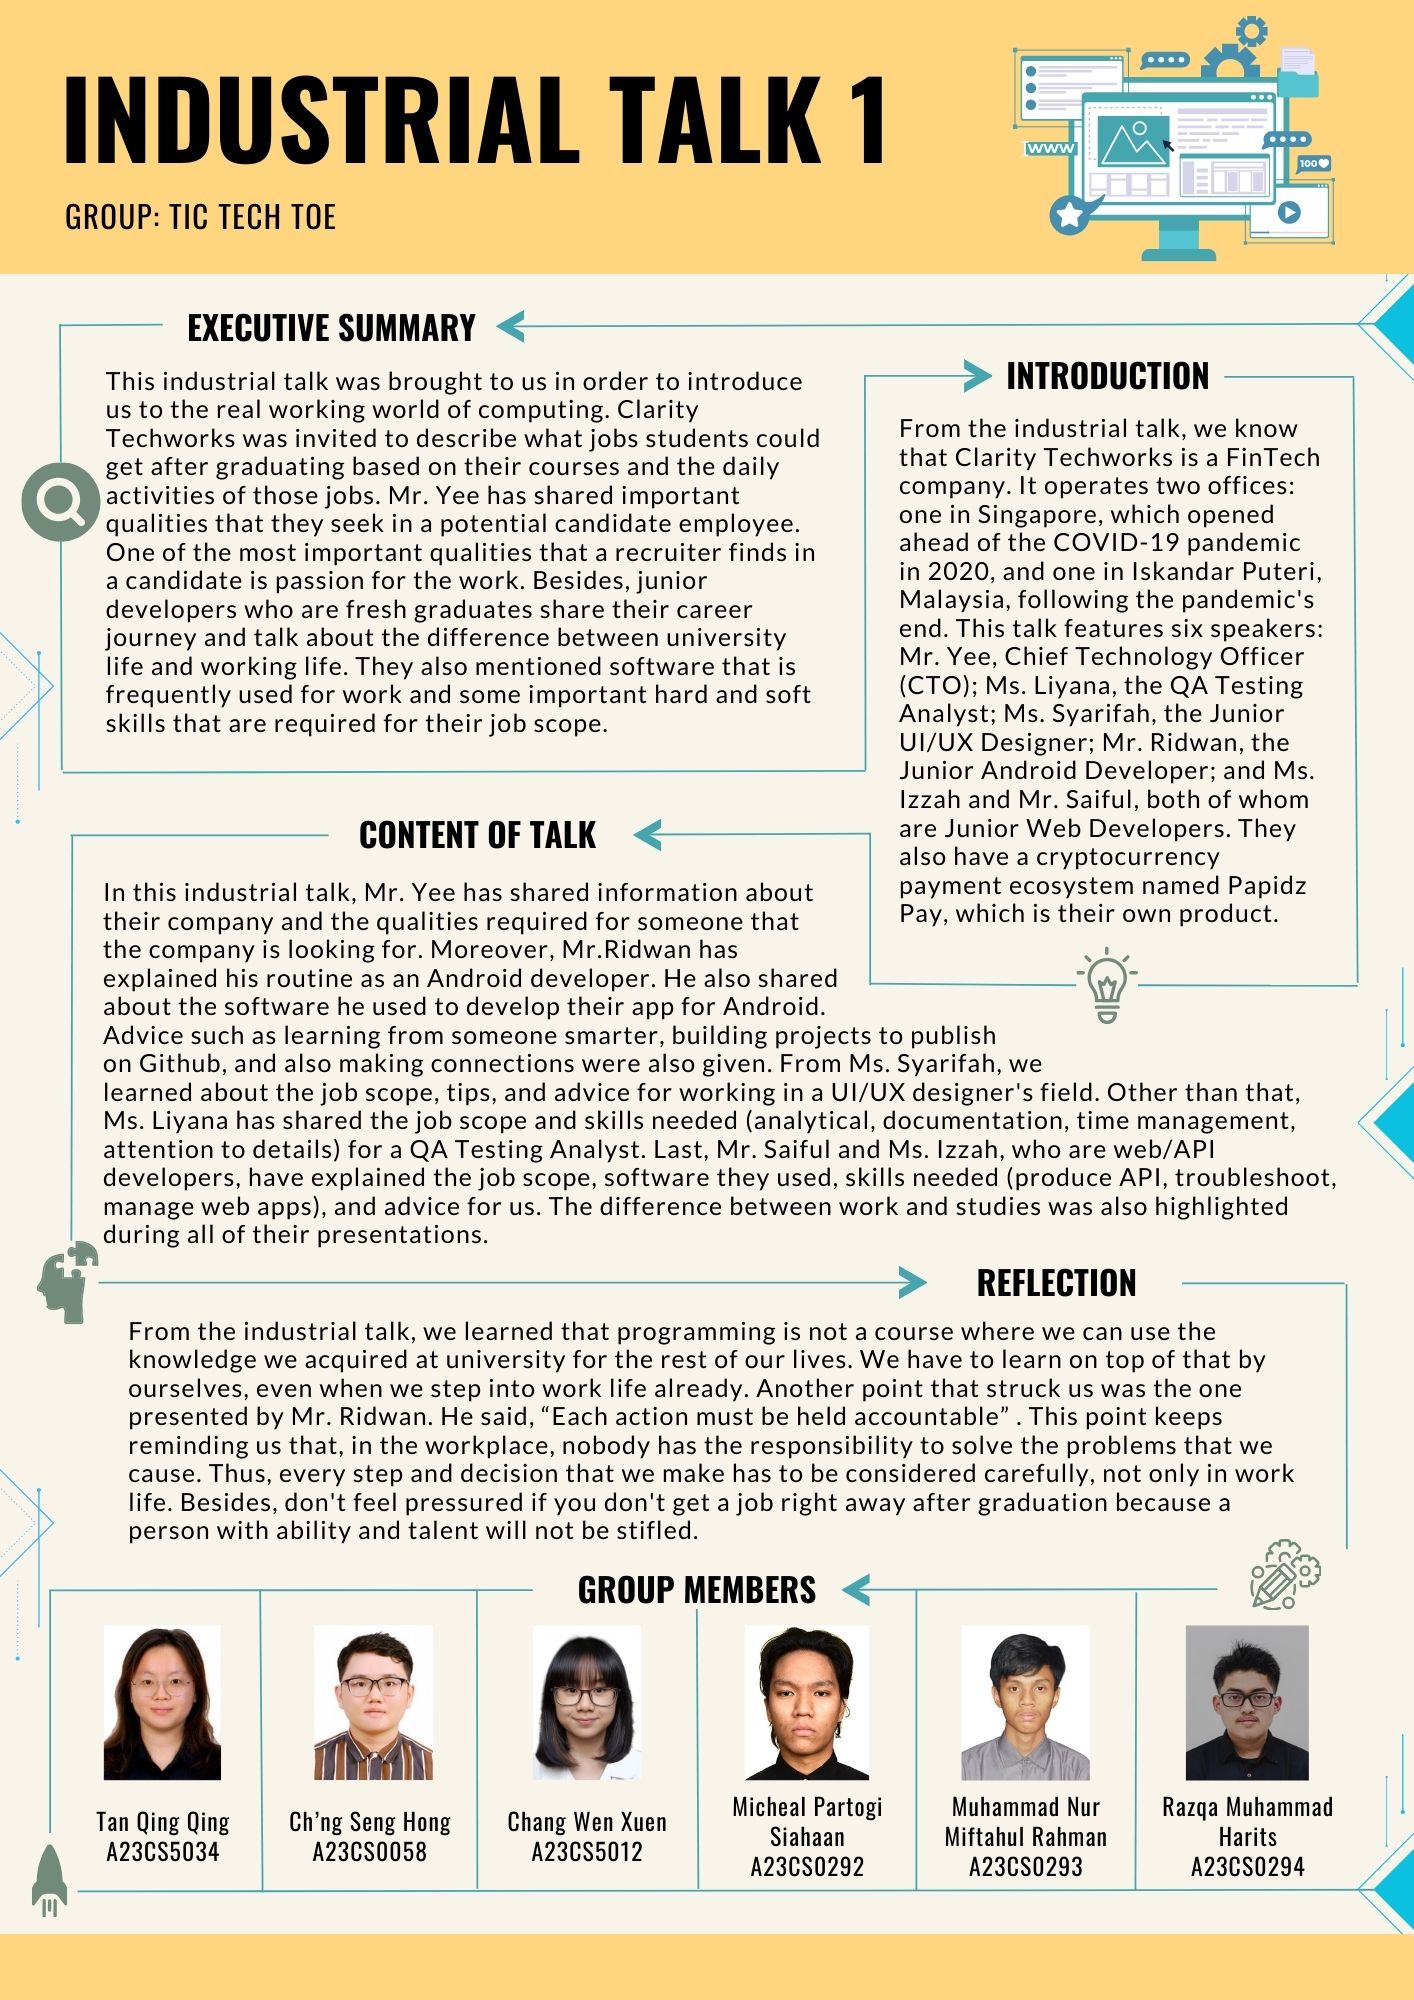 INDUSTRIAL TALK 1
GROUP: TIC TECH TOE
WWW
100
EXECUTIVE SUMMARY
This industrial talk was brought to us in order to introduce
us to the real working world of computing. Clarity
Techworks was invited to describe what jobs students could
get after graduating based on their courses and the daily
activities of those jobs. Mr. Yee has shared important
qualities that they seek in a potential candidate employee.
One of the most important qualities that a recruiter finds in
a candidate is passion for the work. Besides, junior
developers who are fresh graduates share their career
journey and talk about the difference between university
life and working life. They also mentioned software that is
frequently used for work and some important hard and soft
skills that are required for their job scope.
INTRODUCTION
From the industrial talk, we know
that Clarity Techworks is a FinTech
company. It operates two offices:
one in Singapore, which opened
ahead of the COVID-19 pandemic
in 2020, and one in Iskandar Puteri,
Malaysia, following the pandemic's
end. This talk features six speakers:
Mr. Yee, Chief Technology Officer
(CTO); Ms. Liyana, the QA Testing
Analyst; Ms. Syarifah, the Junior
UI/UX Designer; Mr. Ridwan, the
Junior Android Developer; and Ms.
Izzah and Mr. Saiful, both of whom
are Junior Web Developers. They
also have a cryptocurrency
payment ecosystem named Papidz
Pay, which is their own product.
CONTENT OF TALK
In this industrial talk, Mr. Yee has shared information about
their company and the qualities required for someone that
the company is looking for. Moreover, Mr.Ridwan has
explained his routine as an Android developer. He also shared
about the software he used to develop their app for Android.
Advice such as learning from someone smarter, building projects to publish
on Github, and also making connections were also given. From Ms. Syarifah, we
learned about the job scope, tips, and advice for working in a UI/UX designer's field. Other than that,
Ms. Liyana has shared the job scope and skills needed (analytical, documentation, time management,
attention to details) for a QA Testing Analyst. Last, Mr. Saiful and Ms. Izzah, who are web/API
developers, have explained the job scope, software they used, skills needed (produce API, troubleshoot,
manage web apps), and advice for us. The difference between work and studies was also highlighted
during all of their presentations.
REFLECTION
From the industrial talk, we learned that programming is not a course where we can use the
knowledge we acquired at university for the rest of our lives. We have to learn on top of that by
ourselves, even when we step into work life already. Another point that struck us was the one
presented by Mr. Ridwan. He said, “Each action must be held accountable” . This point keeps
reminding us that, in the workplace, nobody has the responsibility to solve the problems that we
cause. Thus, every step and decision that we make has to be considered carefully, not only in work
life. Besides, don't feel pressured if you don't get a job right away after graduation because a
person with ability and talent will not be stifled.
GROUP MEMBERS
Tan Qing Qing
A23CS5034
Ch’ng Seng Hong
A23CS0058
Chang Wen Xuen
A23CS5012
Micheal Partogi
Siahaan
A23CS0292
Muhammad Nur
Miftahul Rahman
A23CS0293
Razqa Muhammad
Harits
A23CS0294